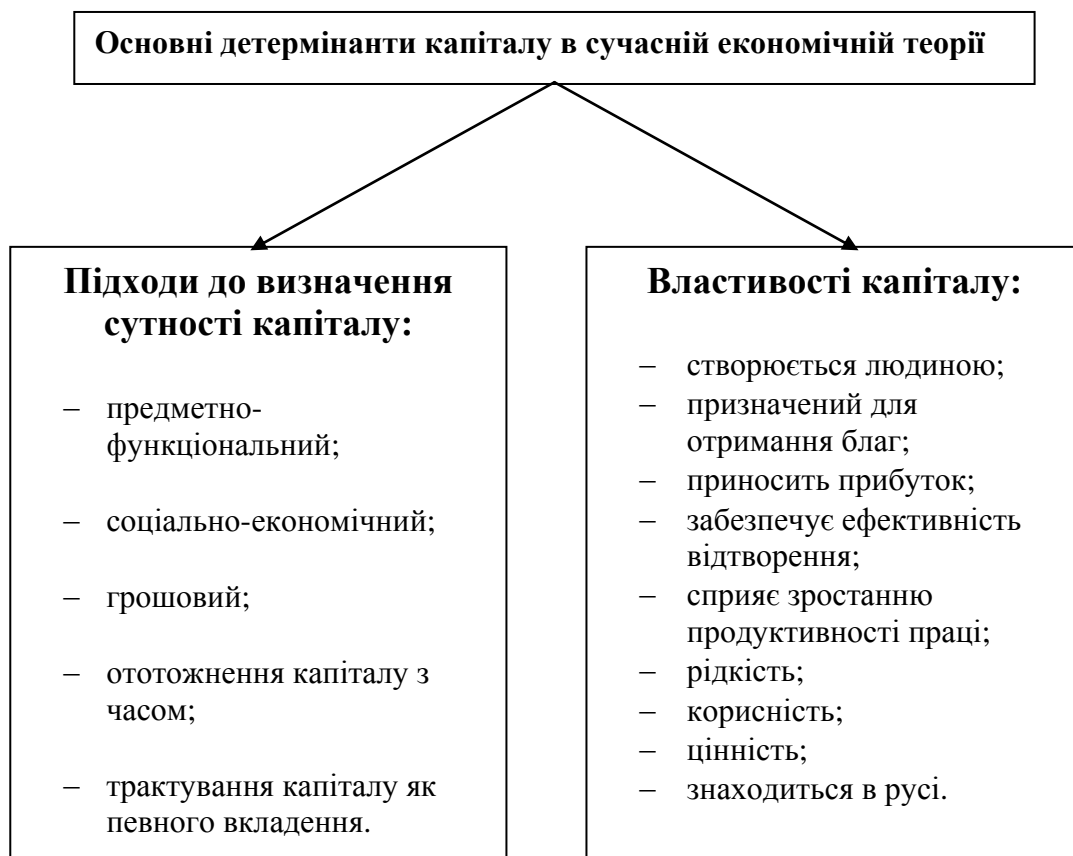 Основні детермінанти капіталу в сучасній економічній теорії
Підходи до визначення
сутності капіталу:
– предметно-
функціональний;
– соціально-економічний;
– грошовий;
– ототожнення капіталу з
часом;
– трактування капіталу як
певного вкладення.
Властивості капіталу:
– створюється людиною;
– призначений для
отримання благ;
– приносить прибуток;
– забезпечує ефективність
відтворення;
– сприяє зростанню
продуктивності праці;
– рідкість;
– корисність;
– цінність;
– знаходиться в русі.